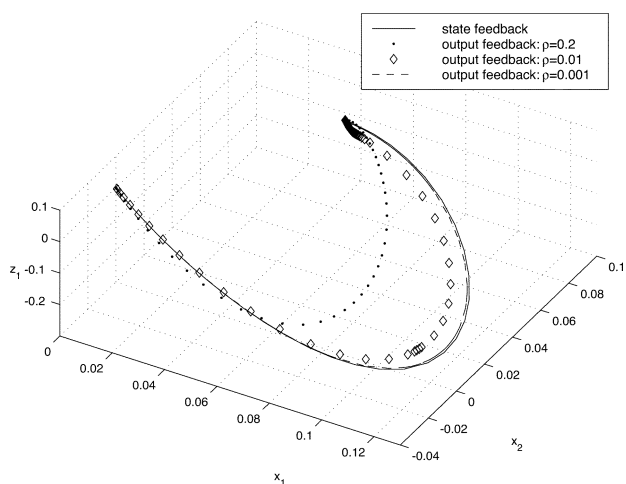 state feedback
output feedback: ρ=0.2
output feedback: ρ=0.01
output feedback: ρ=0.001
0.1
0
-0.1
-0.2
z1
0
0.02
0.04
0.06
0.08
0.1
0.12
x1
-0.04
-0.02
0
0.02
0.04
0.06
0.08
0.1
x2